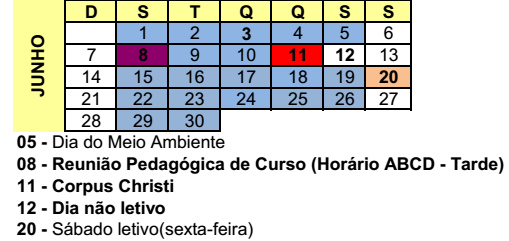 JUNHO
D S T Q Q S S
1 2 3 4 5 6
7 8 9 10 11 12 13
14 15 16 17 18 19 20
21 22 23 24 25 26 27
28 29 30
05 - Dia do Meio Ambiente
08 - Reunião Pedagógica de Curso (Horário ABCD - Tarde)
11 - Corpus Christi
12 - Dia não letivo
20 - Sábado letivo(sexta-feira)